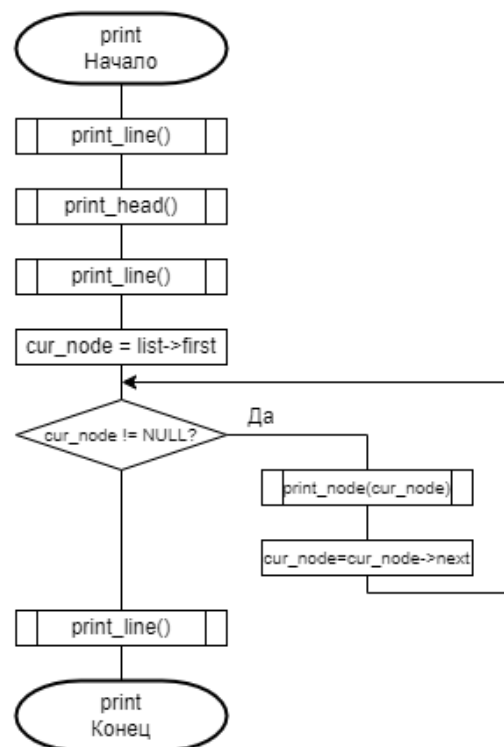 print
Начало
print_line()
print_head()
print_line()
cur_node = list->first
cur_node != NULL?
Да
print_node(cur_node)
cur_node=cur_node->next
print_line()
print
Конец